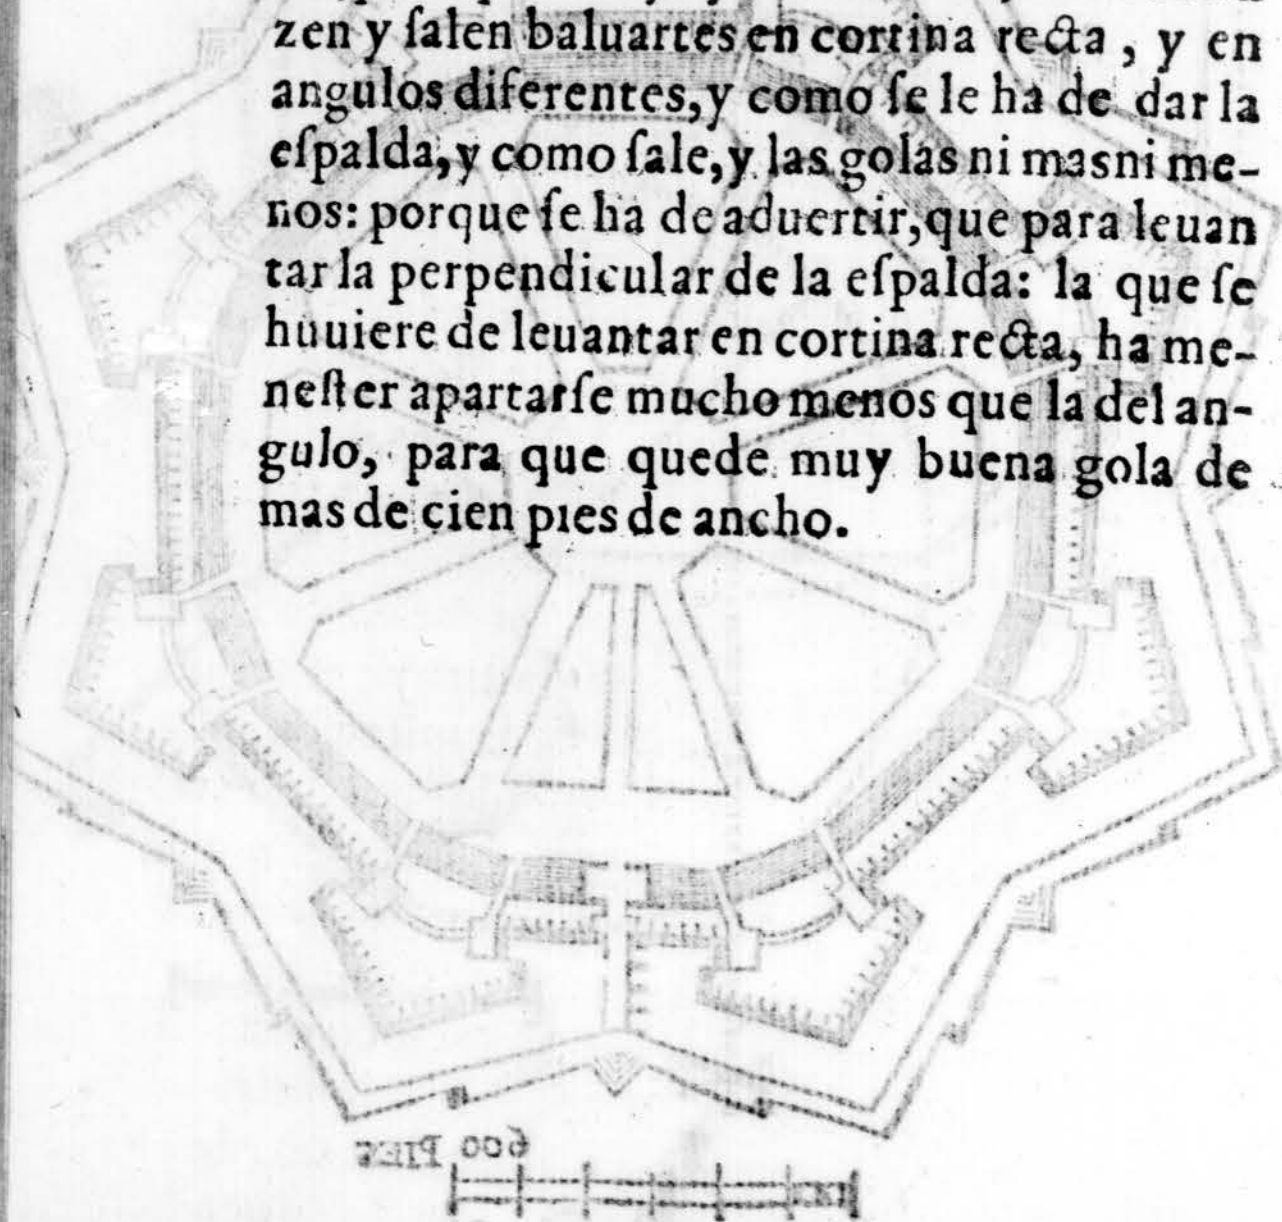 zen y ſalen baluartes en cortina recta, y en
angulos diferentes, y como ſe le ha de dar la
eſpalda, y como ſale, y las golas ni mas ni me-
nos: porque ſe ha de aduertir, que para leuan
tar la perpendicular de la eſpalda: la que ſe
huuiere de leuantar en cortina recta, ha me-
neſter apartarſe mucho menos que la del an-
gulo, para que quede muy buena gola de
mas de cien pies de ancho.
600 PIES